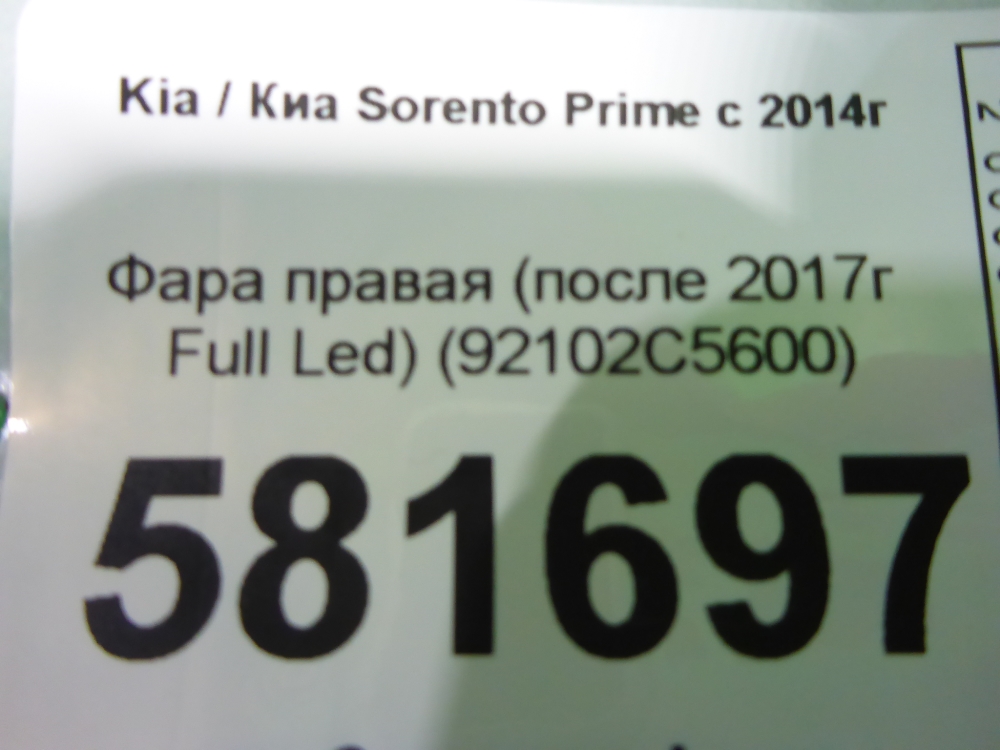 Kia / Киа Sorento Prime с 2014г
Фара правая (после 2017г
Full Led) (92102C5600)
581697